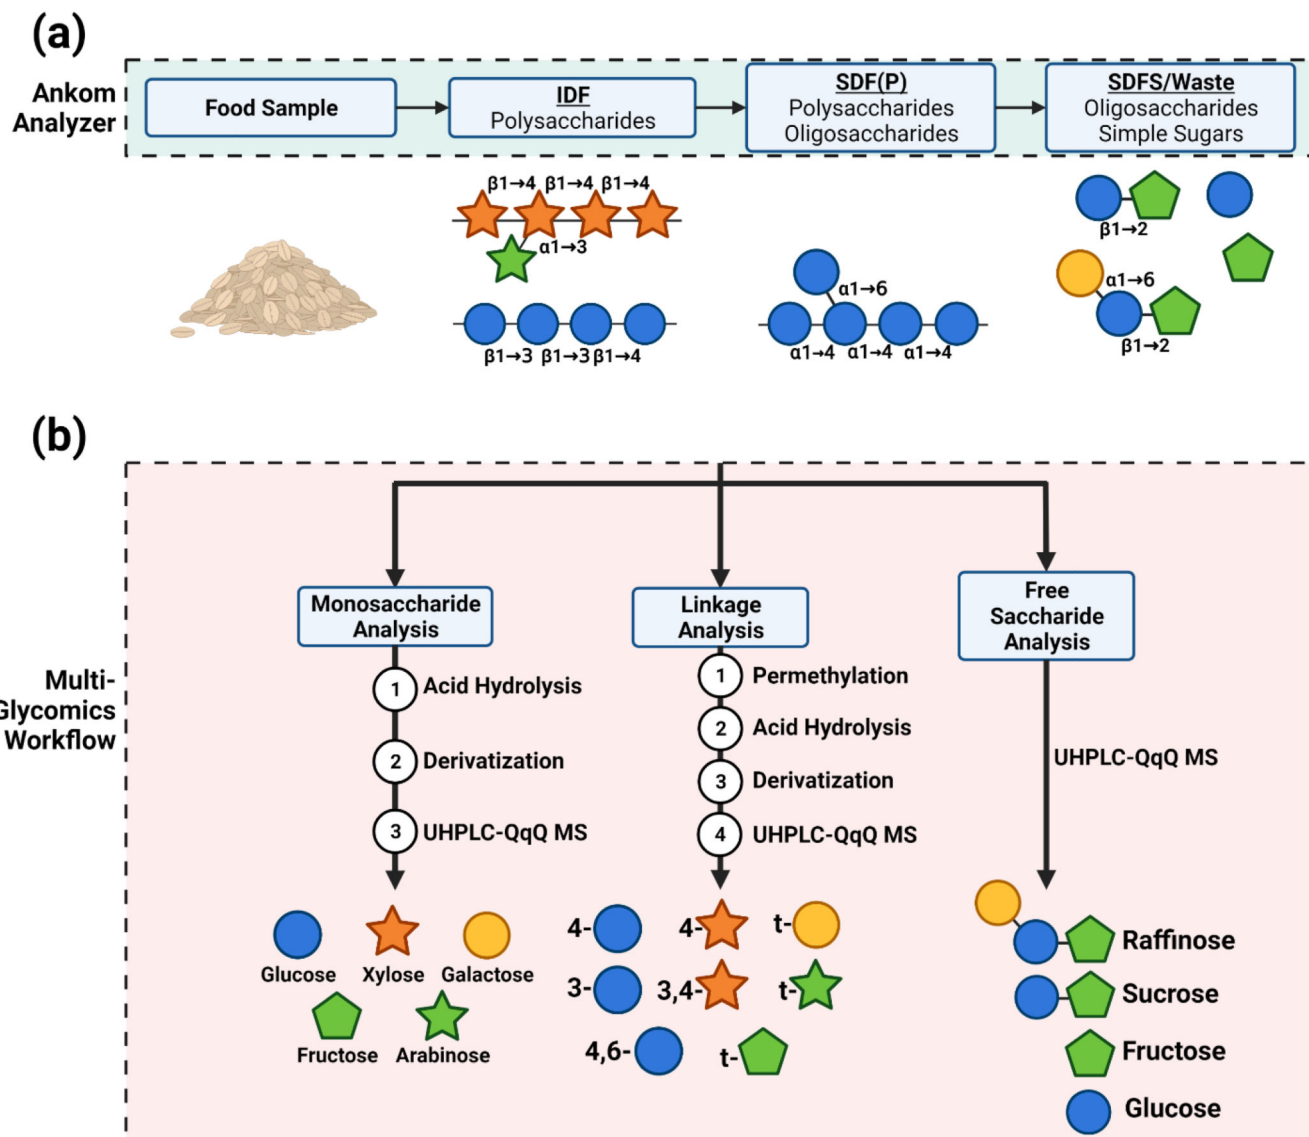 (a)
Ankom
Analyzer
Food Sample
IDF
Polysaccharides
SDF(P)
Polysaccharides
Oligosaccharides
SDFS/Waste
Oligosaccharides
Simple Sugars
β1→4 β1→4 β1→4
α1→3
β1→3 β1→3 β1→4
α1→6
α1→4 α1→4 α1→4
β1→2
α1→6
β1→2
(b)
Multi-
Glycomics
Workflow
Monosaccharide
Analysis
1 Acid Hydrolysis
2 Derivatization
3 UHPLC-QqQ MS
Glucose Xylose Galactose
Fructose Arabinose
Linkage
Analysis
1 Permethylation
2 Acid Hydrolysis
3 Derivatization
4 UHPLC-QqQ MS
4- 4- t-
3- 3,4- t-
4,6- t-
Free
Saccharide
Analysis
UHPLC-QqQ MS
Raffinose
Sucrose
Fructose
Glucose